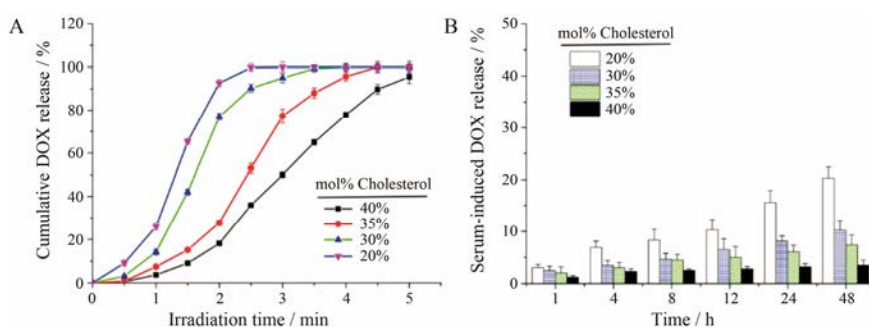 A
Cumulative DOX release / %
120
100
80
60
40
20
0
mol% Cholesterol
40%
35%
30%
20%
0 1 2 3 4 5
Irradiation time / min
B
Serum-induced DOX release / %
50
40
30
20
10
0
mol% Cholesterol
20%
30%
35%
40%
1 4 8 12 24 48
Time / h